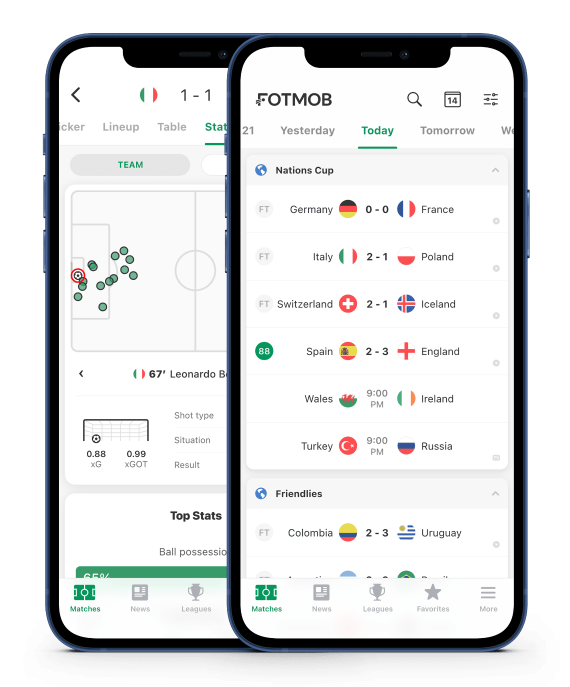 1 - 1
icker Lineup Table Stat
TEAM
67' Leonardo Bo
0.88 0.99
xG xGOT
Shot type
Situation
Result
Top Stats
Ball possessio
65%
Matches News Leagues
FOTMOB 14
21 Yesterday Today Tomorrow We
Nations Cup
FT Germany 0 - 0 France
FT Italy 2 - 1 Poland
FT Switzerland 2 - 1 Iceland
88 Spain 2 - 3 England
Wales 9:00 PM Ireland
Turkey 9:00 PM Russia
Friendlies
FT Colombia 2 - 3 Uruguay
Matches News Leagues Favorites More